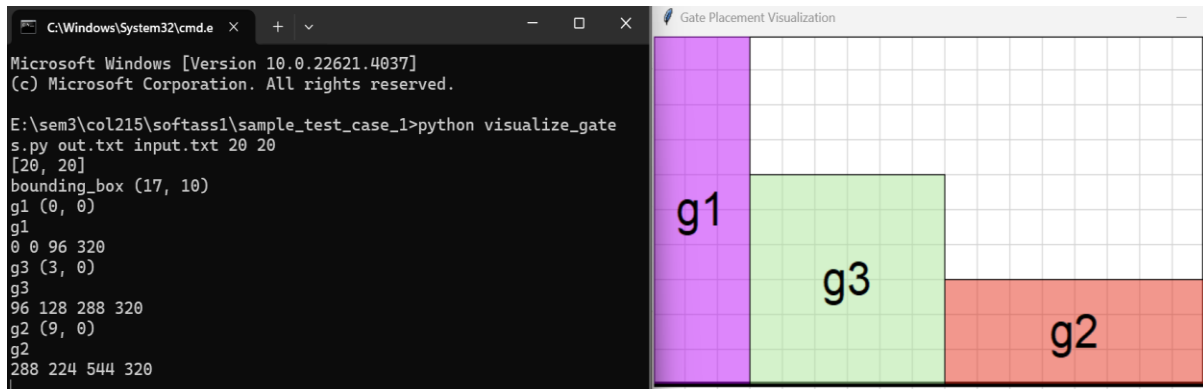 C:\Windows\System32\cmd.e
Microsoft Windows [Version 10.0.22621.4037]
(c) Microsoft Corporation. All rights reserved.
E:\sem3\col215\softass1\sample_test_case_1>python visualize_gate
s.py out.txt input.txt 20 20
[20, 20]
bounding_box (17, 10)
g1 (0, 0)
g1
0 0 96 320
g3 (3, 0)
g3
96 128 288 320
g2 (9, 0)
g2
288 224 544 320
Gate Placement Visualization
g1
g3
g2